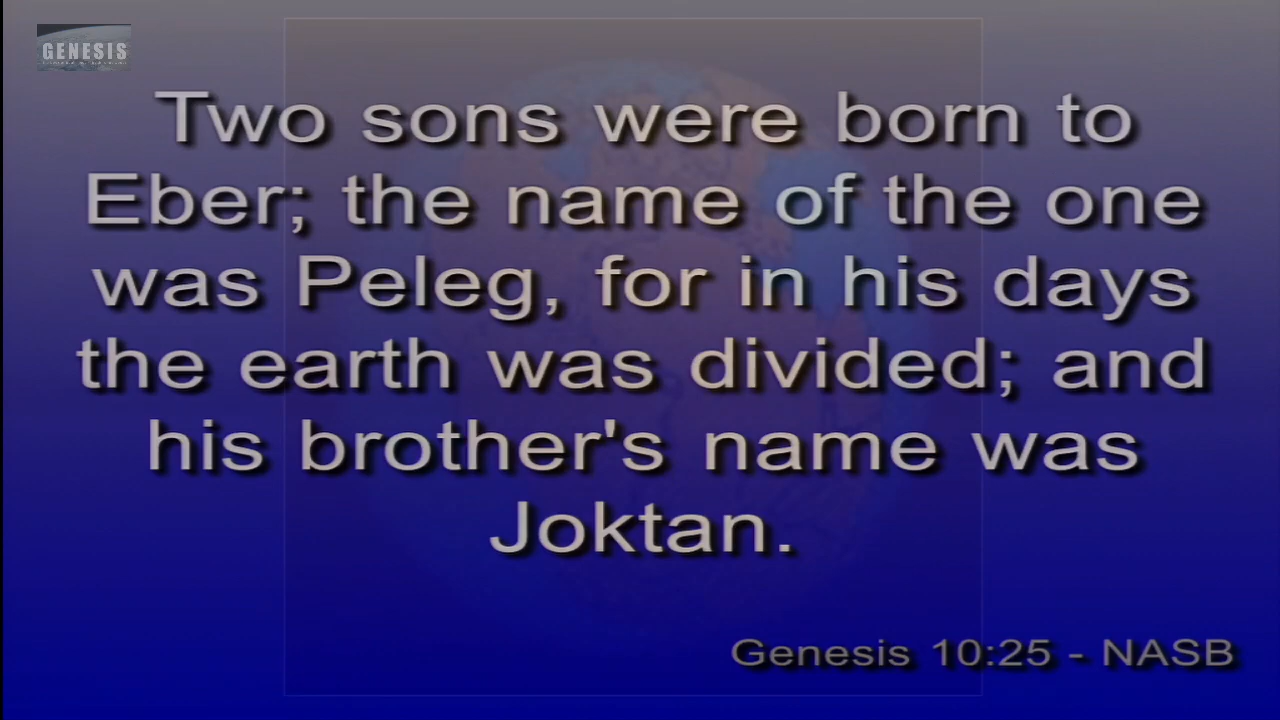 GENESIS
Two sons were born to
Eber; the name of the one
was Peleg, for in his days
the earth was divided; and
his brother's name was
Joktan.
Genesis 10:25 - NASB